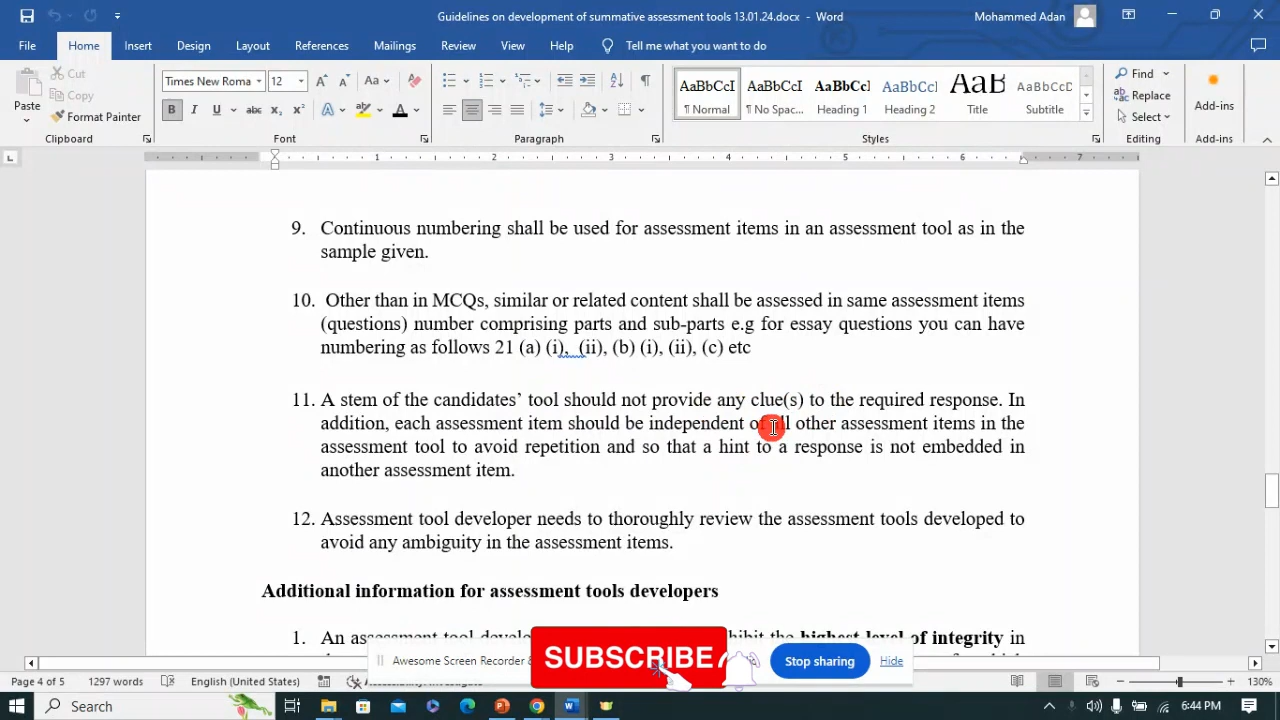 Guidelines on development of summative assessment tools 13.01.24.docx - Word
Mohammed Adan
File Home Insert Design Layout References Mailings Review View Help Tell me what you want to do
Paste
Cut
Copy
Format Painter
Clipboard
Times New Roma 12
Font
Paragraph
AaBbCcI AaBbCcI AaBbCcI AaBbCcI AaB AaBbCcD
¶ Normal ¶ No Spac... Heading 1 Heading 2 Title Subtitle
Styles
Find
Replace
Select
Editing
Add-ins
Add-ins
1 2 3 4 5 6 7
9. Continuous numbering shall be used for assessment items in an assessment tool as in the
sample given.
10. Other than in MCQs, similar or related content shall be assessed in same assessment items
(questions) number comprising parts and sub-parts e.g for essay questions you can have
numbering as follows 21 (a) (i), (ii), (b) (i), (ii), (c) etc
11. A stem of the candidates’ tool should not provide any clue(s) to the required response. In
addition, each assessment item should be independent of all other assessment items in the
assessment tool to avoid repetition and so that a hint to a response is not embedded in
another assessment item.
12. Assessment tool developer needs to thoroughly review the assessment tools developed to
avoid any ambiguity in the assessment items.
Additional information for assessment tools developers
1. An assessment tool highest level of integrity in
Awesome Screen Recorder &
SUBSCRIBE
Stop sharing
Hide
Page 4 of 5 1297 words English (United States) Accessibility: Investigate 130%
Search
6:44 PM